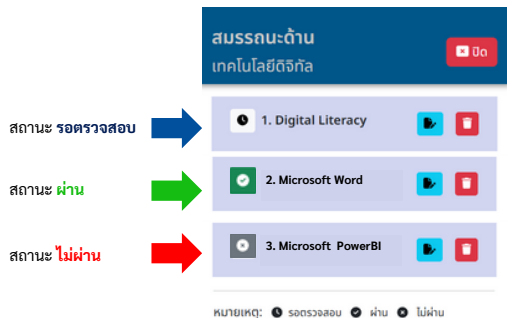 สมรรถนะด้าน
เทคโนโลยีดิจิทัล
ปิด
สถานะ รอตรวจสอบ
1. Digital Literacy
สถานะ ผ่าน
2. Microsoft Word
สถานะ ไม่ผ่าน
3. Microsoft PowerBI
หมายเหตุ: รอตรวจสอบ ผ่าน ไม่ผ่าน